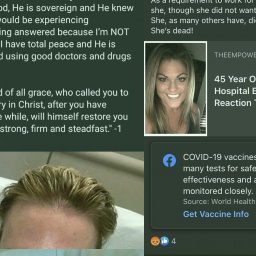 od, He is sovereign and He knew
would be experiencing
ing answered because I'm NOT
I have total peace and He is
d using good doctors and drugs
d of all grace, who called you to
ry in Christ, after you have
while, will himself restore you
strong, firm and steadfast." -1
As a requirement to work for
she, though she did not want
She, as many others have, di
She's dead!
THEEMPOWE
45 Year O
Hospital E
Reaction T
COVID-19 vaccines
many tests for safe
effectiveness and a
monitored closely.
Source: World Health
Get Vaccine Info
4